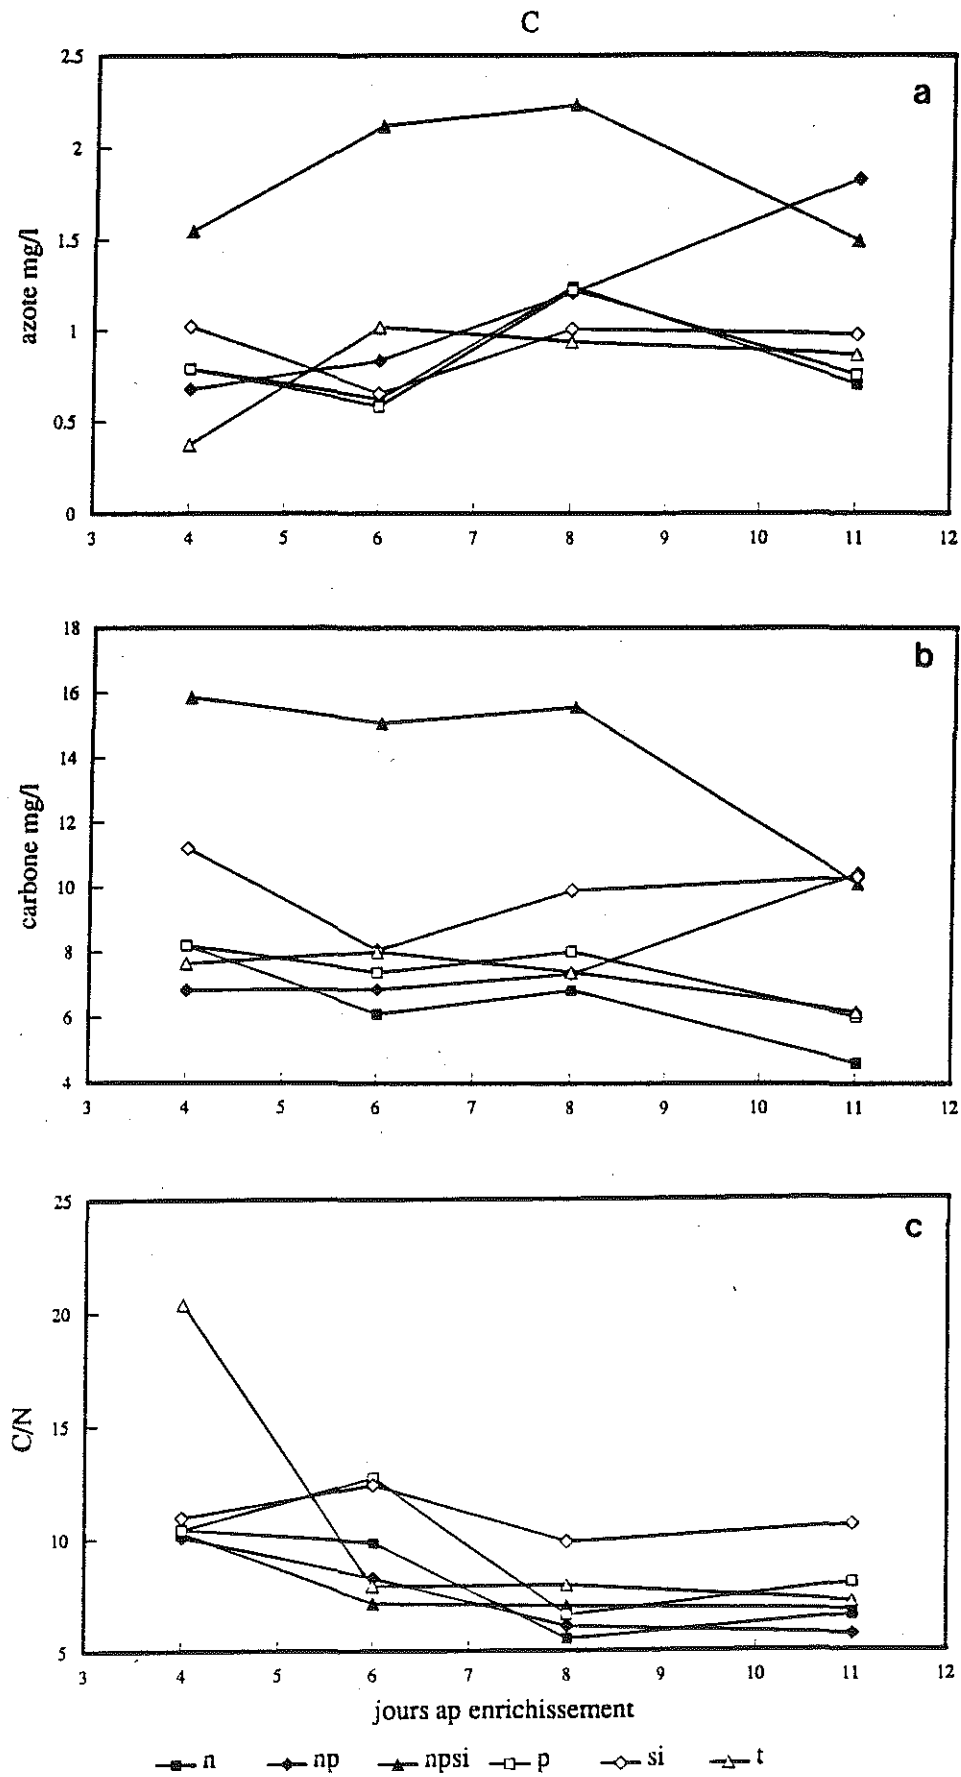 C
a
2.5
2
1.5
1
0.5
0
azote mg/l
3 4 5 6 7 8 9 10 11 12
b
18
16
14
12
10
8
6
4
carbone mg/l
3 4 5 6 7 8 9 10 11 12
c
25
20
15
10
5
C/N
3 4 5 6 7 8 9 10 11 12
jours ap enrichissement
n np npsi p si t